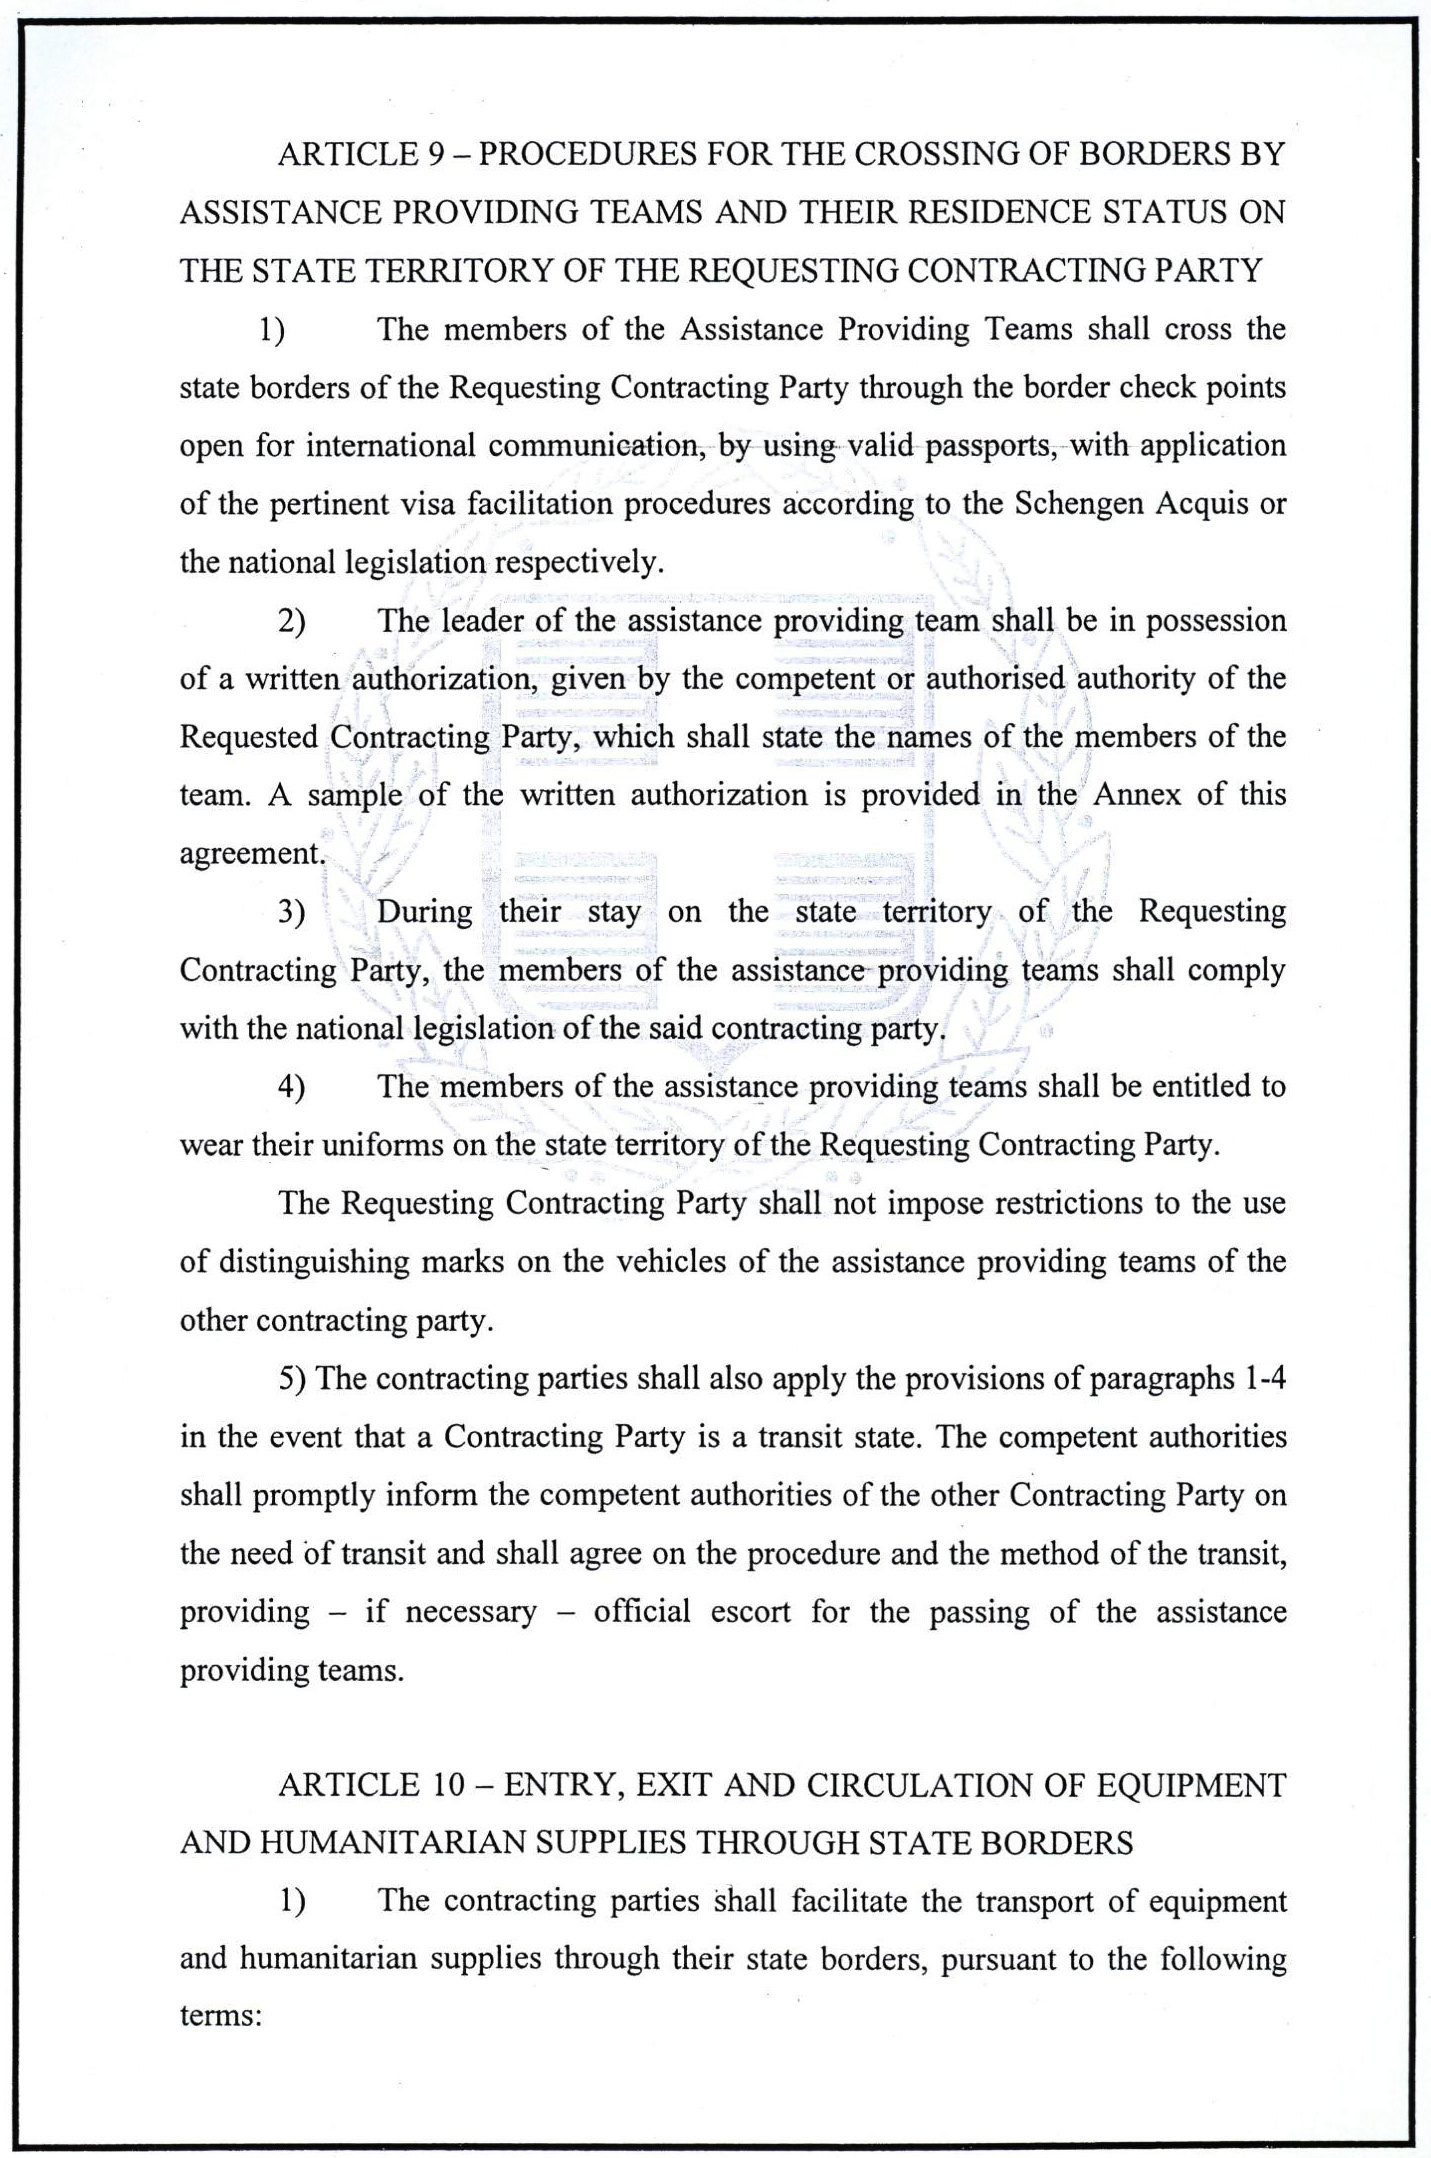 ARTICLE 9 – PROCEDURES FOR THE CROSSING OF BORDERS BY
ASSISTANCE PROVIDING TEAMS AND THEIR RESIDENCE STATUS ON
THE STATE TERRITORY OF THE REQUESTING CONTRACTING PARTY
1) The members of the Assistance Providing Teams shall cross the
state borders of the Requesting Contracting Party through the border check points
open for international communication, by using valid passports, with application
of the pertinent visa facilitation procedures according to the Schengen Acquis or
the national legislation respectively.
2) The leader of the assistance providing team shall be in possession
of a written authorization, given by the competent or authorised authority of the
Requested Contracting Party, which shall state the names of the members of the
team. A sample of the written authorization is provided in the Annex of this
agreement.
3) During their stay on the state territory of the Requesting
Contracting Party, the members of the assistance providing teams shall comply
with the national legislation of the said contracting party.
4) The members of the assistance providing teams shall be entitled to
wear their uniforms on the state territory of the Requesting Contracting Party.
The Requesting Contracting Party shall not impose restrictions to the use
of distinguishing marks on the vehicles of the assistance providing teams of the
other contracting party.
5) The contracting parties shall also apply the provisions of paragraphs 1-4
in the event that a Contracting Party is a transit state. The competent authorities
shall promptly inform the competent authorities of the other Contracting Party on
the need of transit and shall agree on the procedure and the method of the transit,
providing – if necessary – official escort for the passing of the assistance
providing teams.
ARTICLE 10 – ENTRY, EXIT AND CIRCULATION OF EQUIPMENT
AND HUMANITARIAN SUPPLIES THROUGH STATE BORDERS
1) The contracting parties shall facilitate the transport of equipment
and humanitarian supplies through their state borders, pursuant to the following
terms: